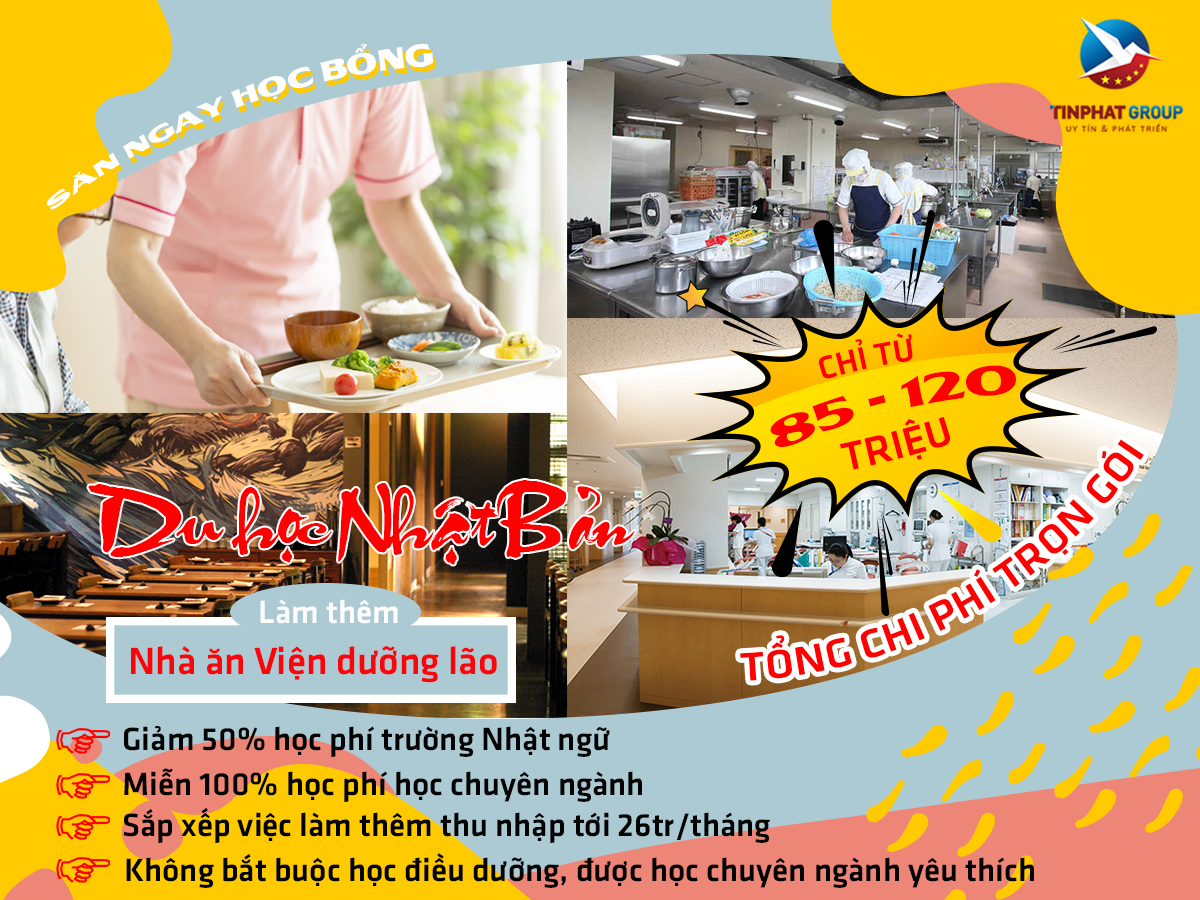 SĂN NGAY HỌC BỔNG
TINPHAT GROUP
UY TÍN & PHÁT TRIỂN
CHỈ TỪ
85 - 120
TRIỆU
TỔNG CHI PHÍ TRỌN GÓI
Du học Nhật Bản
Làm thêm
Nhà ăn Viện dưỡng lão
Giảm 50% học phí trường Nhật ngữ
Miễn 100% học phí học chuyên ngành
Sắp xếp việc làm thêm thu nhập tới 26tr/tháng
Không bắt buộc học điều dưỡng, được học chuyên ngành yêu thích